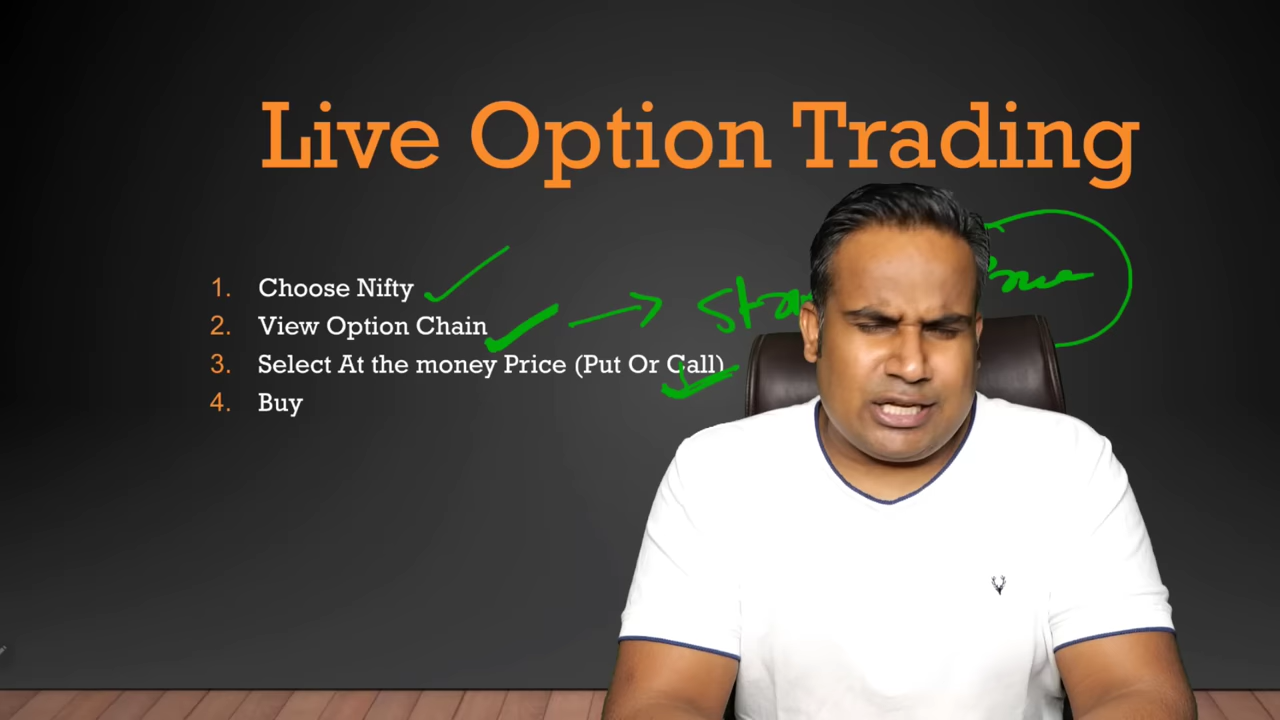 Live Option Trading
1. Choose Nifty
2. View Option Chain
3. Select At the money Price (Put Or Call)
4. Buy